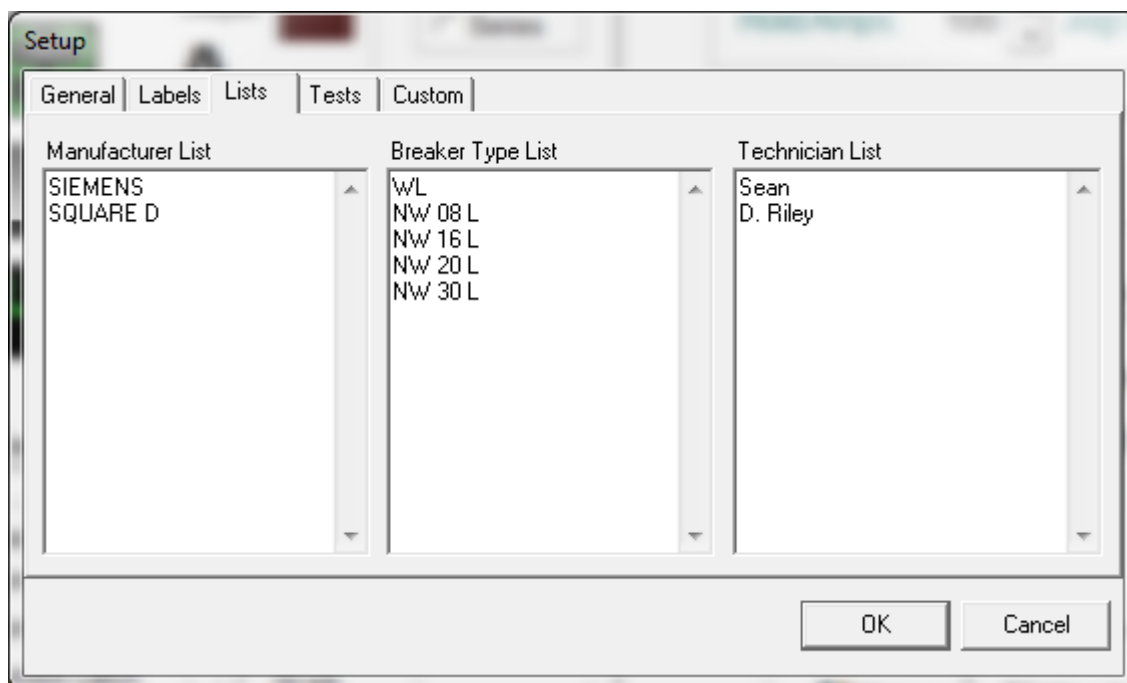 Setup
General Labels Lists Tests Custom
Manufacturer List
SIEMENS
SQUARE D
Breaker Type List
WL
NW 08 L
NW 16 L
NW 20 L
NW 30 L
Technician List
Sean
D. Riley
OK Cancel